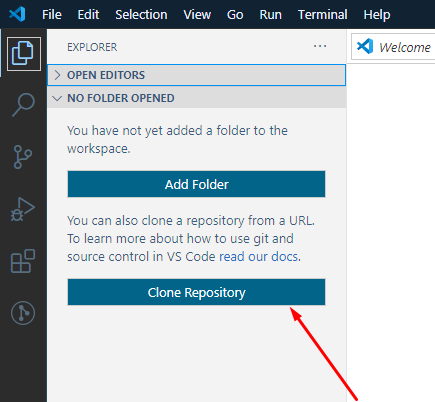 File Edit Selection View Go Run Terminal Help
EXPLORER ...
Welcome
OPEN EDITORS
NO FOLDER OPENED
You have not yet added a folder to the
workspace.
Add Folder
You can also clone a repository from a URL.
To learn more about how to use git and
source control in VS Code read our docs.
Clone Repository